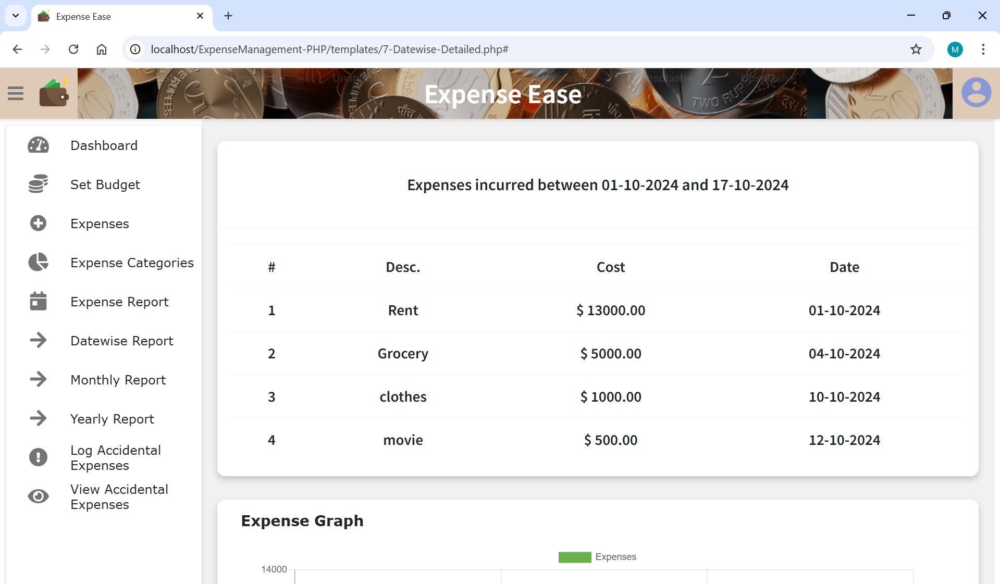 Expense Ease
localhost/ExpenseManagement-PHP/templates/7-Datewise-Detailed.php#
M
Expense Ease
Unsplash+
TWO RUPEES
पाँच
Dashboard
Set Budget
Expenses
Expense Categories
Expense Report
Datewise Report
Monthly Report
Yearly Report
Log Accidental
Expenses
View Accidental
Expenses
Expenses incurred between 01-10-2024 and 17-10-2024
# Desc. Cost Date
1 Rent $ 13000.00 01-10-2024
2 Grocery $ 5000.00 04-10-2024
3 clothes $ 1000.00 10-10-2024
4 movie $ 500.00 12-10-2024
Expense Graph
Expenses
14000